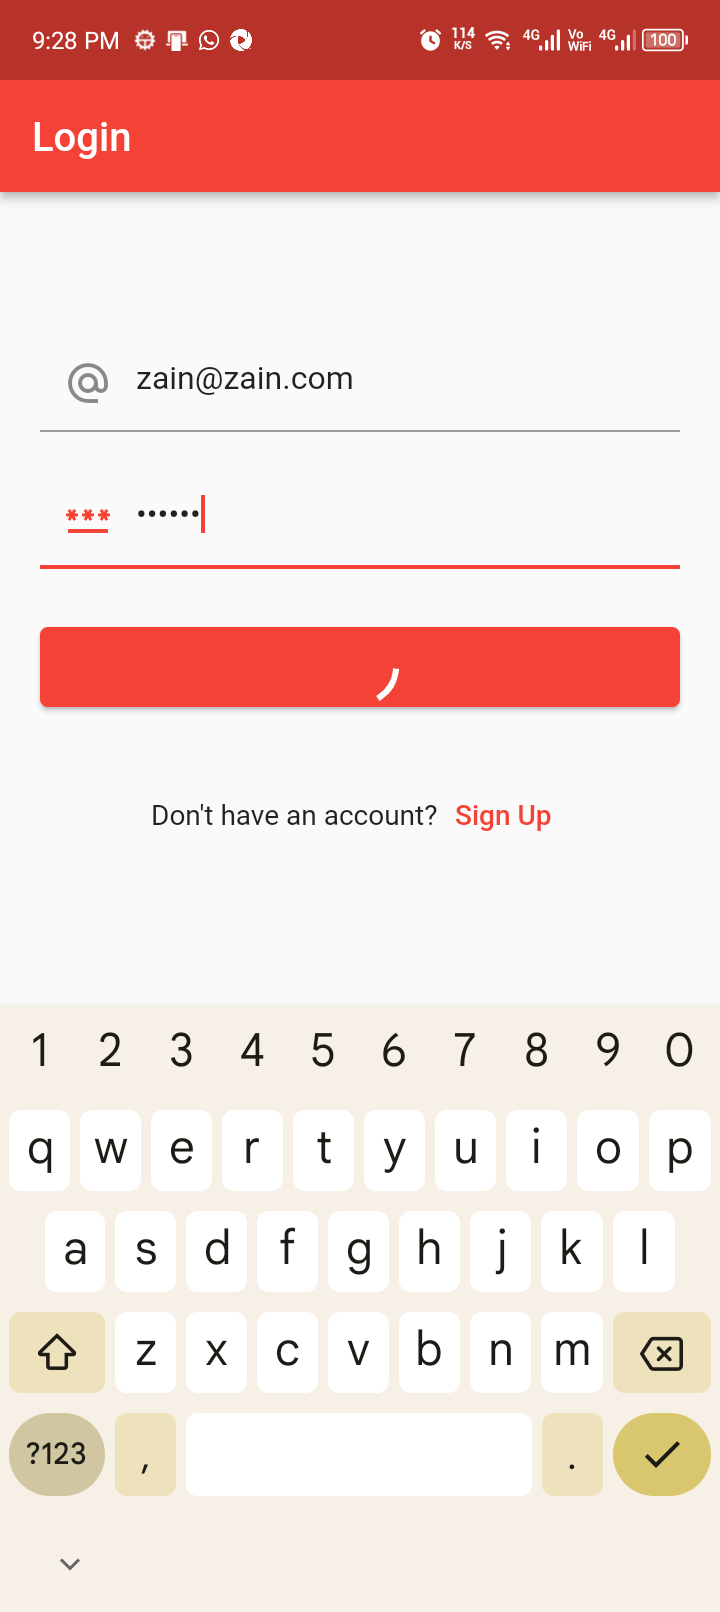 9:28 PM 114 K/S 4G Vo WiFi 4G 100
Login
zain@zain.com
***  ••••••
Don't have an account? Sign Up
1 2 3 4 5 6 7 8 9 0
q w e r t y u i o p
a s d f g h j k l
z x c v b n m
?123 , .